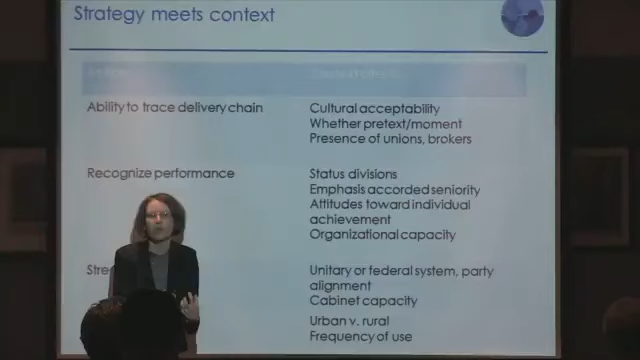 Strategy meets context
Ability to trace delivery chain
Cultural acceptability
Whether pretext/moment
Presence of unions, brokers
Recognize performance
Status divisions
Emphasis accorded seniority
Attitudes toward individual
achievement
Organizational capacity
Unitary or federal system, party
alignment
Cabinet capacity
Urban v. rural
Frequency of use